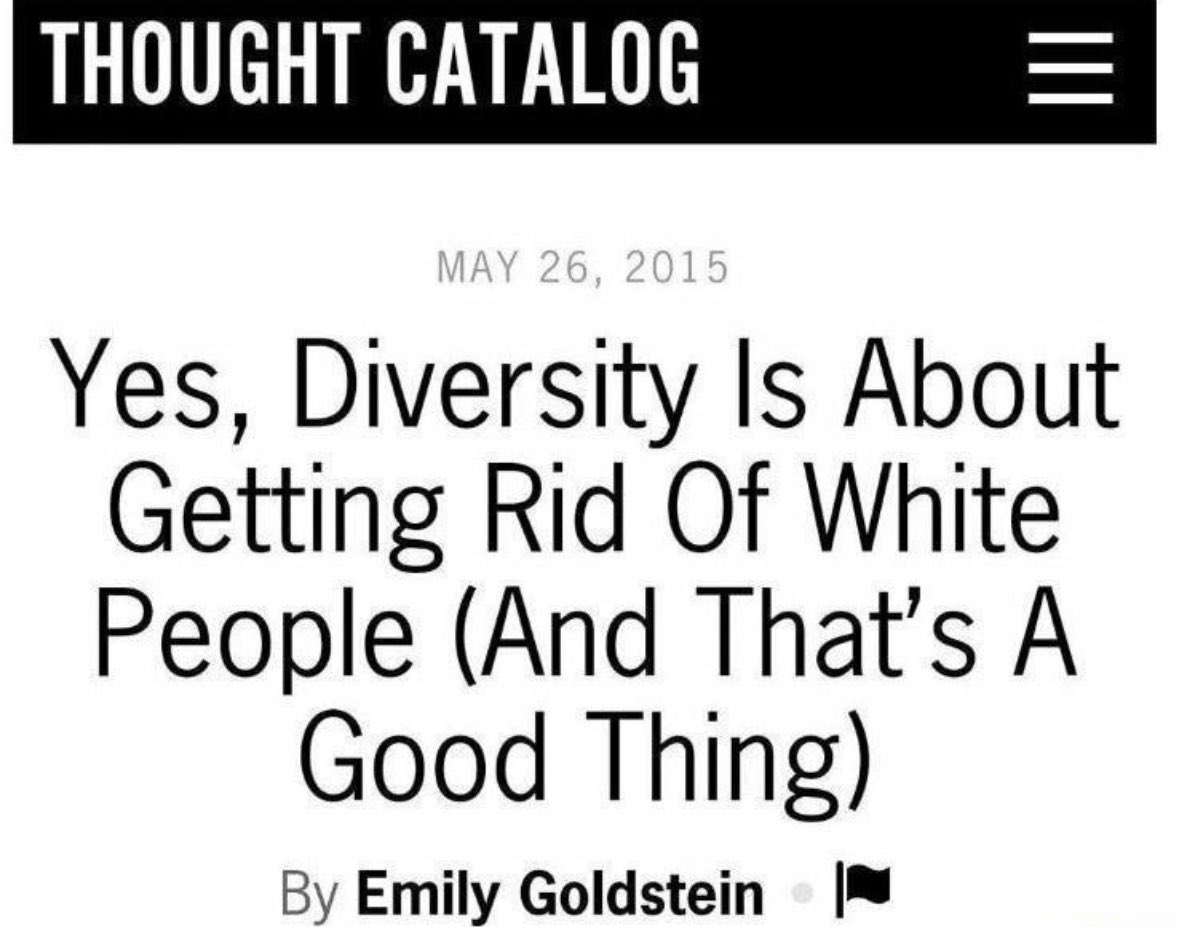 THOUGHT CATALOG
MAY 26, 2015
Yes, Diversity Is About
Getting Rid Of White
People (And That's A
Good Thing)
By Emily Goldstein